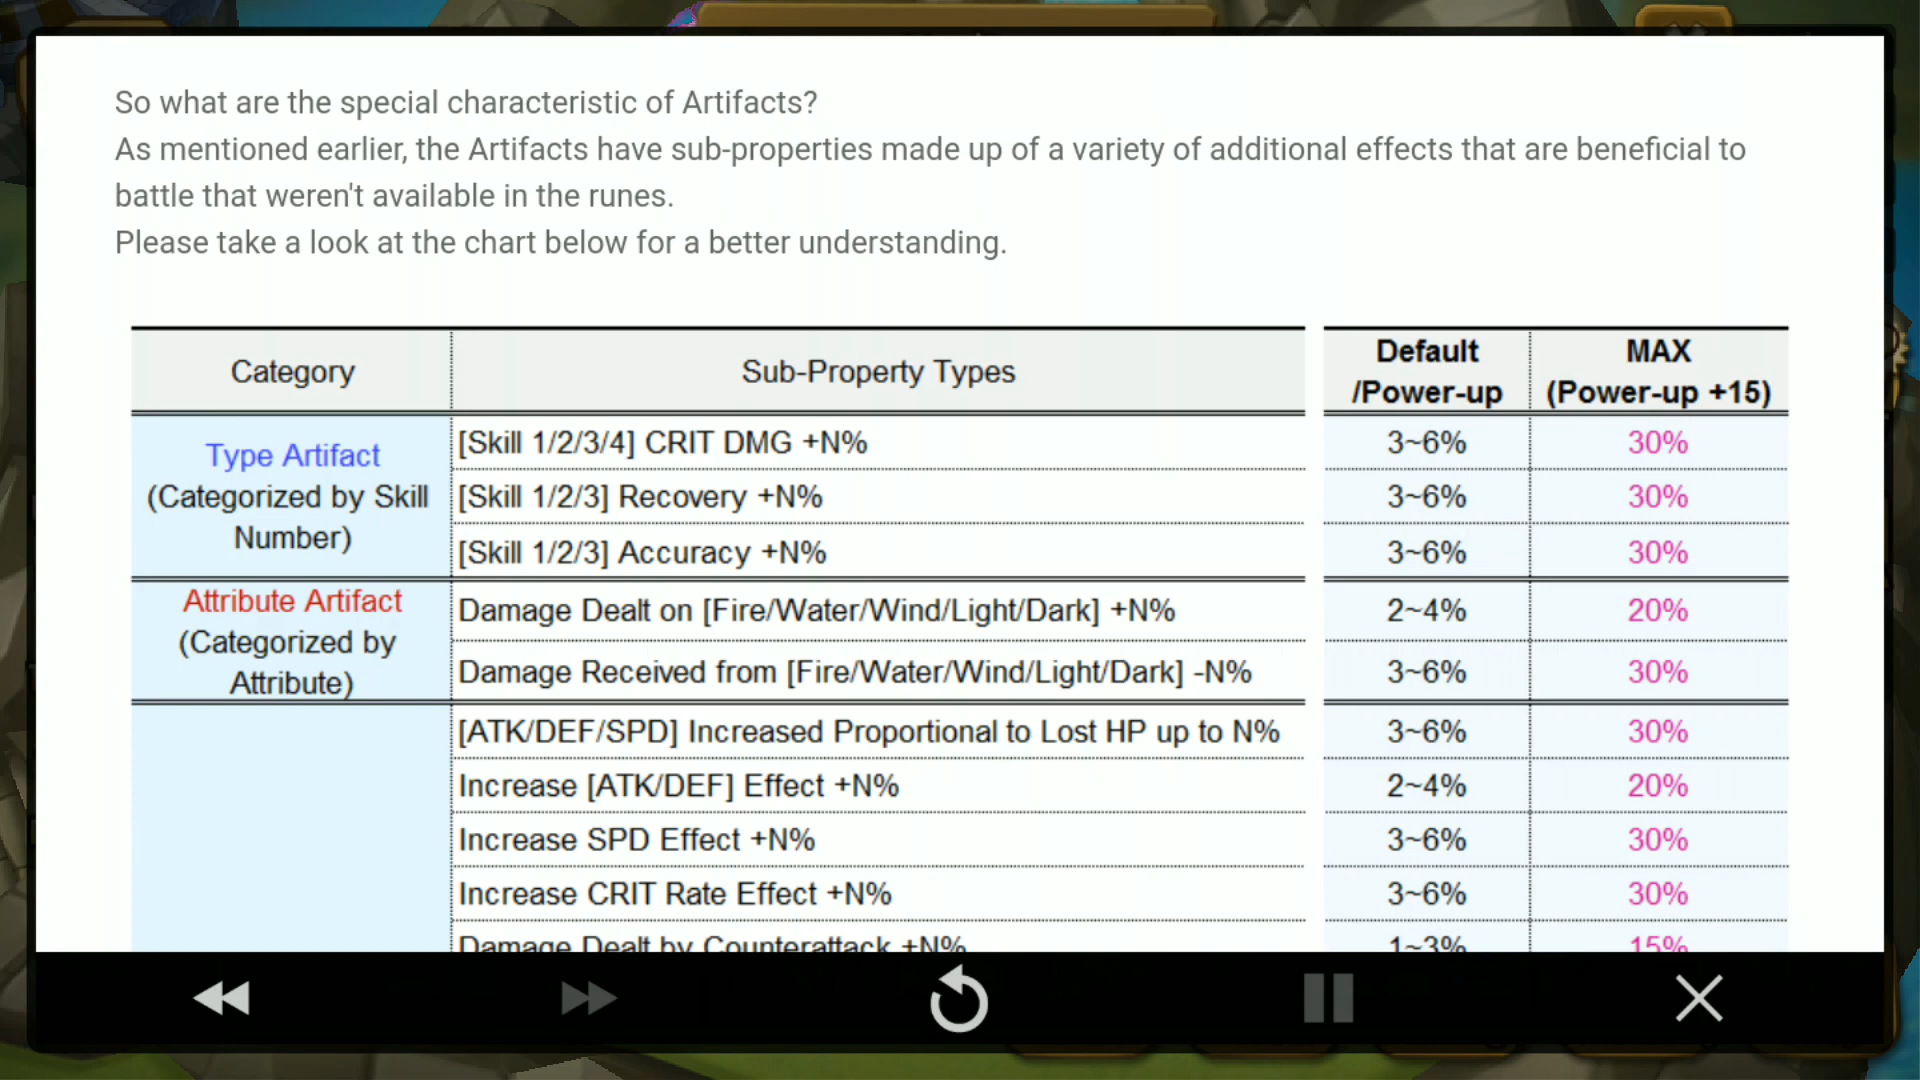 So what are the special characteristic of Artifacts?
As mentioned earlier, the Artifacts have sub-properties made up of a variety of additional effects that are beneficial to
battle that weren't available in the runes.
Please take a look at the chart below for a better understanding.
Category Sub-Property Types Default /Power-up MAX (Power-up +15)
Type Artifact (Categorized by Skill Number)
[Skill 1/2/3/4] CRIT DMG +N% 3~6% 30%
[Skill 1/2/3] Recovery +N% 3~6% 30%
[Skill 1/2/3] Accuracy +N% 3~6% 30%
Attribute Artifact (Categorized by Attribute)
Damage Dealt on [Fire/Water/Wind/Light/Dark] +N% 2~4% 20%
Damage Received from [Fire/Water/Wind/Light/Dark] -N% 3~6% 30%
[ATK/DEF/SPD] Increased Proportional to Lost HP up to N% 3~6% 30%
Increase [ATK/DEF] Effect +N% 2~4% 20%
Increase SPD Effect +N% 3~6% 30%
Increase CRIT Rate Effect +N% 3~6% 30%
Damage Dealt by Counterattack +N% 1~3% 15%